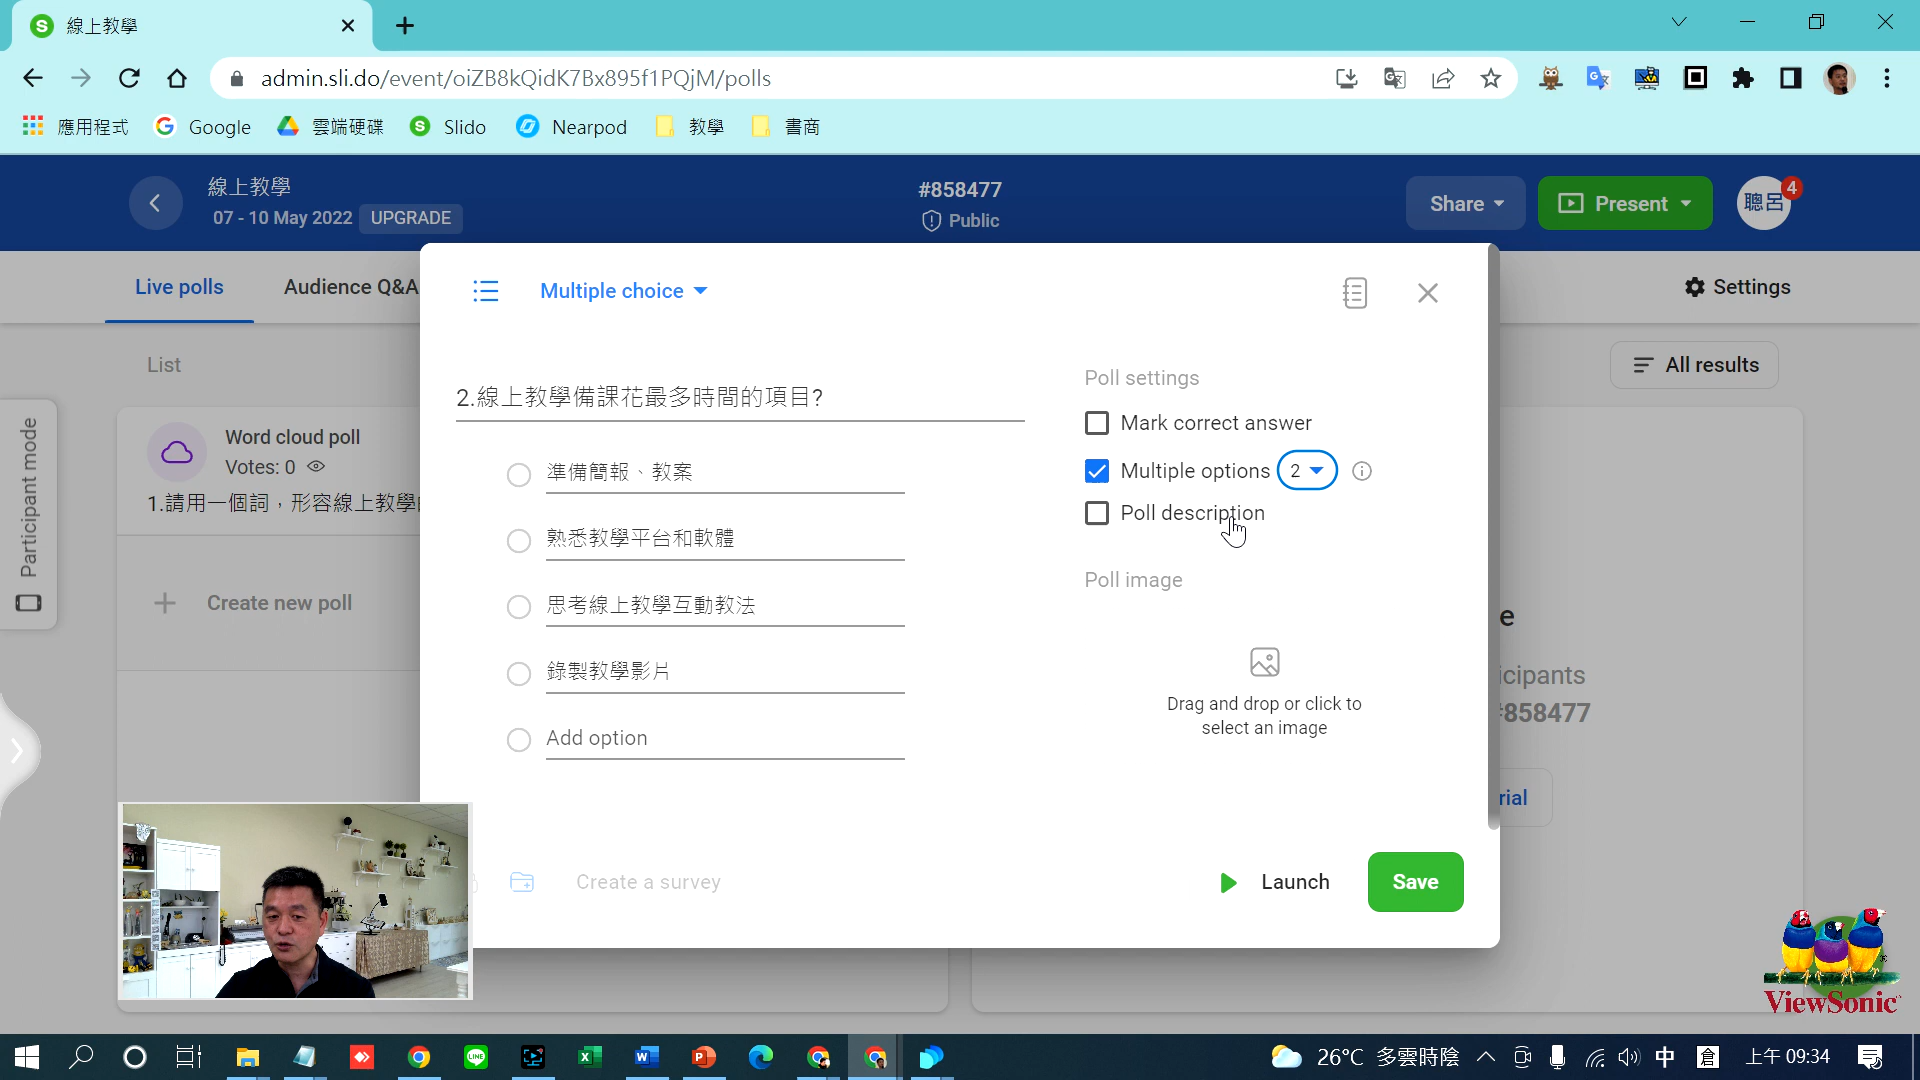 線上教學
admin.sli.do/event/oiZB8kQidK7Bx895f1PQjM/polls
應用程式
Google
雲端硬碟
Slido
Nearpod
教學
書商
線上教學
07 - 10 May 2022 UPGRADE
#858477
Public
Share
Present
聰呂
4
Live polls
Audience Q&A
Settings
List
All results
Participant mode
Word cloud poll
Votes: 0
1.請用一個詞，形容線上教學
Create new poll
Multiple choice
2.線上教學備課花最多時間的項目?
準備簡報、教案
熟悉教學平台和軟體
思考線上教學互動教法
錄製教學影片
Add option
Poll settings
Mark correct answer
Multiple options 2
Poll description
Poll image
Drag and drop or click to
select an image
Create a survey
Launch
Save
e
icipants
#858477
rial
ViewSonic
26°C 多雲時陰
中
倉
上午 09:34